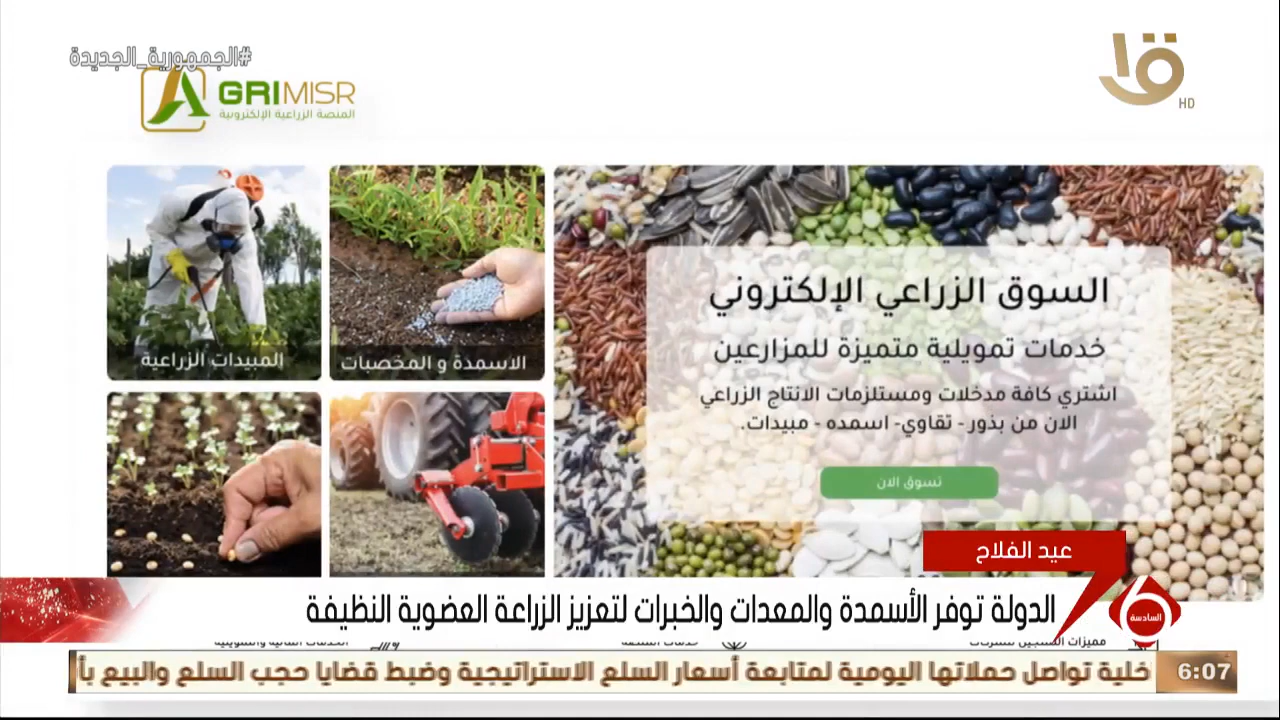 #الجمهورية_الجديدة
HD
AGRIMISR
المنصة الزراعية الإلكترونية
السوق الزراعي الإلكتروني
خدمات تمويلية متميزة للمزارعين
اشتري كافة مدخلات ومستلزمات الانتاج الزراعي
الان من بذور - تقاوي- اسمده - مبيدات.
تسوق الان
الاسمدة و المخصبات
المبيدات الزراعية
عيد الفلاح
السادسة
الدولة توفر الأسمدة والمعدات والخبرات لتعزيز الزراعة العضوية النظيفة
6:07
خلية تواصل حملاتها اليومية لمتابعة أسعار السلع الاستراتيجية وضبط قضايا حجب السلع والبيع بأ